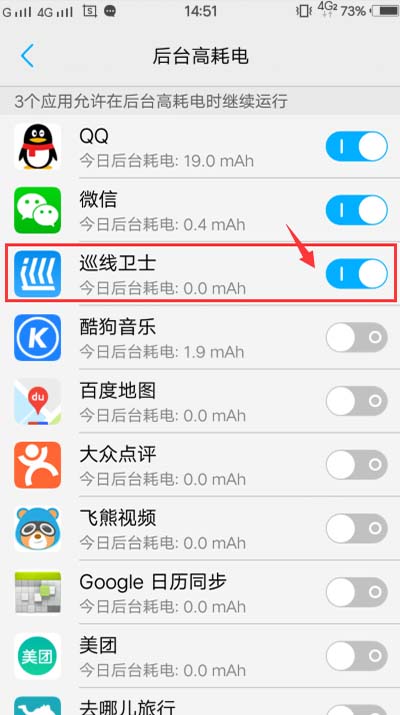 G 4G S 14:51 4G2 73%
后台高耗电
3个应用允许在后台高耗电时继续运行
QQ
今日后台耗电: 19.0 mAh
微信
今日后台耗电: 0.4 mAh
巡线卫士
今日后台耗电: 0.0 mAh
K
酷狗音乐
今日后台耗电: 1.9 mAh
du
百度地图
今日后台耗电: 0.0 mAh
大众点评
今日后台耗电: 0.0 mAh
飞熊视频
今日后台耗电: 0.0 mAh
Google 日历同步
今日后台耗电: 0.0 mAh
美团
美团
今日后台耗电: 0.0 mAh
去哪儿旅行